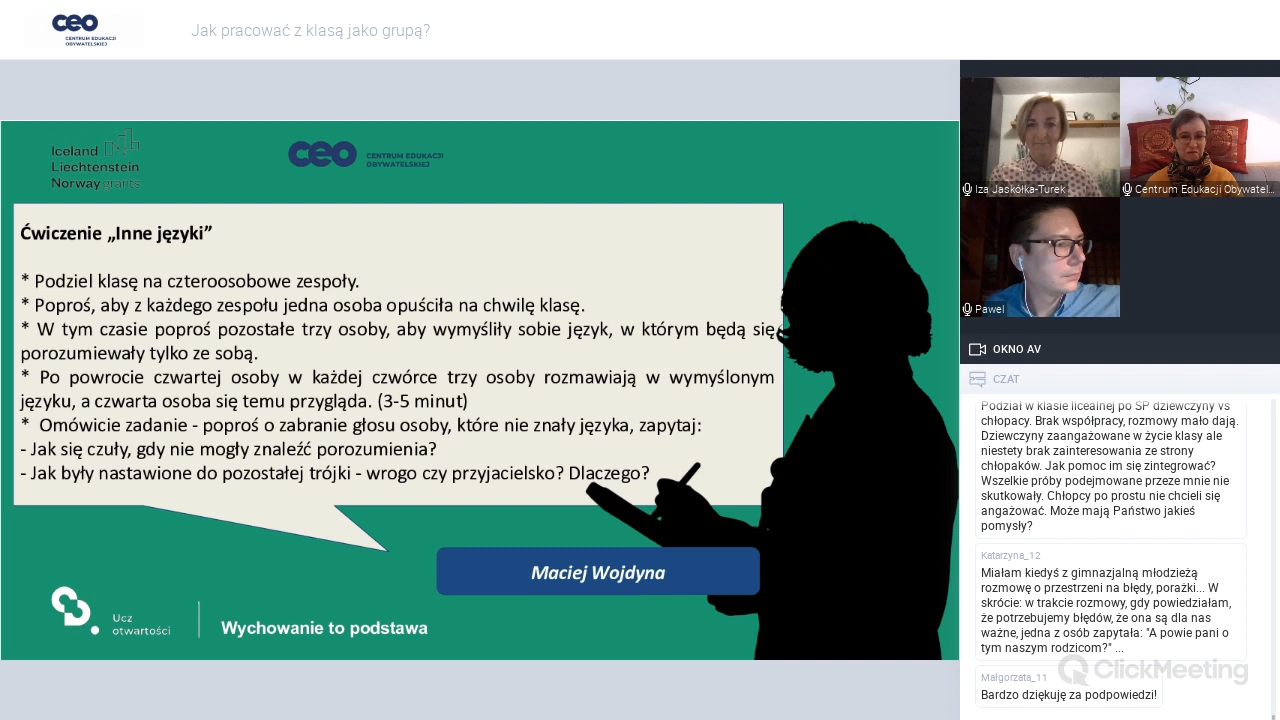 ceo
CENTRUM EDUKACJI
OBYWATELSKIEJ
Jak pracować z klasą jako grupą?
Iceland
Liechtenstein
Norway grants
ceo
CENTRUM EDUKACJI
OBYWATELSKIEJ
Ćwiczenie „Inne języki”
* Podziel klasę na czteroosobowe zespoły.
* Poproś, aby z każdego zespołu jedna osoba opuściła na chwilę klasę.
* W tym czasie poproś pozostałe trzy osoby, aby wymyśliły sobie język, w którym będą się
porozumiewały tylko ze sobą.
* Po powrocie czwartej osoby w każdej czwórce trzy osoby rozmawiają w wymyślonym
języku, a czwarta osoba się temu przygląda. (3-5 minut)
* Omówicie zadanie - poproś o zabranie głosu osoby, które nie znały języka, zapytaj:
- Jak się czuły, gdy nie mogły znaleźć porozumienia?
- Jak były nastawione do pozostałej trójki - wrogo czy przyjacielsko? Dlaczego?
Maciej Wojdyna
Ucz
otwartości
Wychowanie to podstawa
Iza Jaskółka-Turek
Centrum Edukacji Obywatel...
Pawel
OKNO AV
CZAT
Podział w klasie licealnej po SP dziewczyny vs
chłopacy. Brak współpracy, rozmowy mało dają.
Dziewczyny zaangażowane w życie klasy ale
niestety brak zainteresowania ze strony
chłopaków. Jak pomoc im się zintegrować?
Wszelkie próby podejmowane przeze mnie nie
skutkowały. Chłopcy po prostu nie chcieli się
angażować. Może mają Państwo jakieś
pomysły?
Katarzyna_12
Miałam kiedyś z gimnazjalną młodzieżą
rozmowę o przestrzeni na błędy, porażki... W
skrócie: w trakcie rozmowy, gdy powiedziałam,
że potrzebujemy błędów, że ona są dla nas
ważne, jedna z osób zapytała: "A powie pani o
tym naszym rodzicom?" ...
ClickMeeting
Małgorzata_11
Bardzo dziękuję za podpowiedzi!